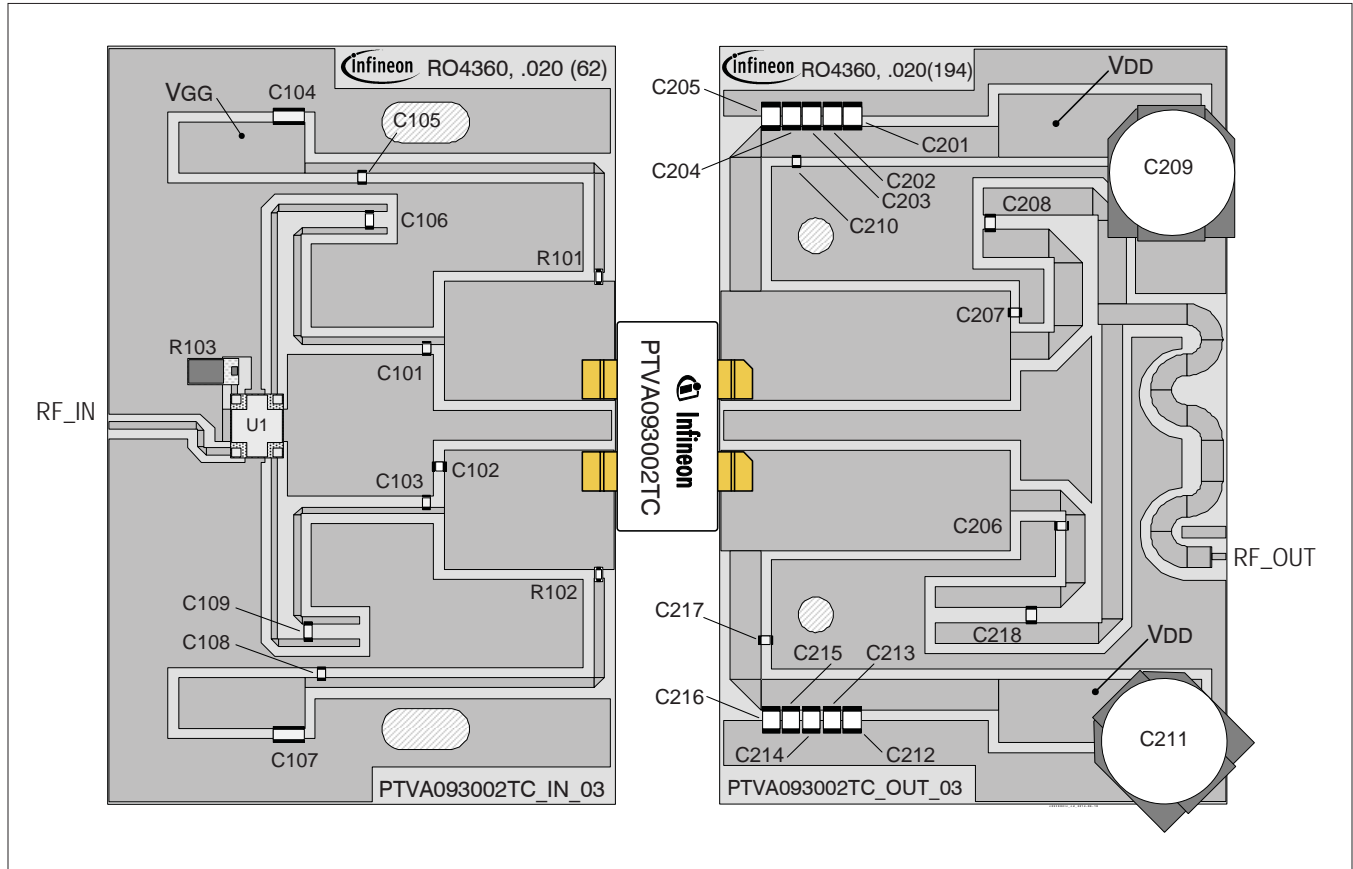 infineon RO4360, .020 (62)
VGG
C104
C105
C106
R101
R103
C101
RF_IN
U1
C102
C103
R102
C109
C108
C107
PTVA093002TC_IN_03
PTVA093002TC
Infineon
infineon RO4360, .020(194)
VDD
C205
C201
C204
C202
C203
C209
C210
C208
C207
C206
RF_OUT
C217
C218
C215
C213
VDD
C216
C214
C212
C211
PTVA093002TC_OUT_03